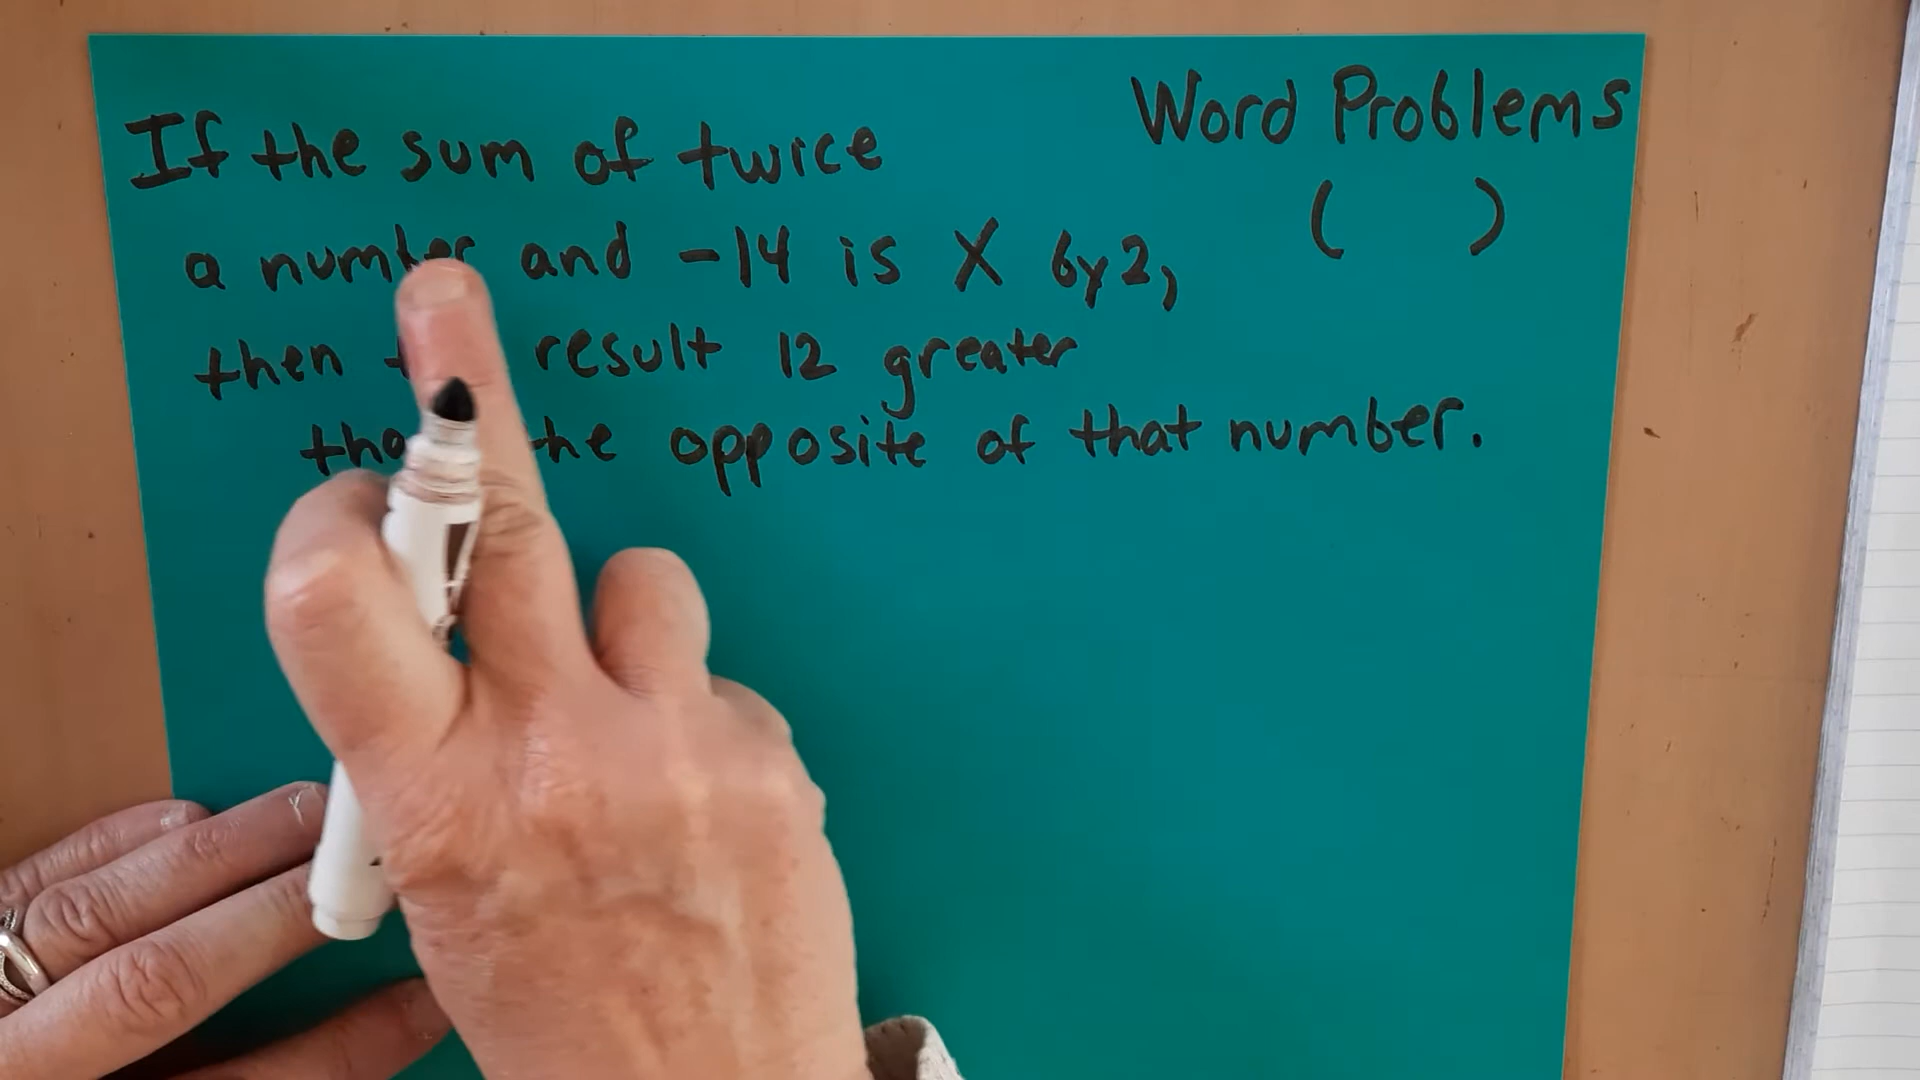 Word Problems
( )
If the sum of twice
a number and -14 is X by 2,
then result 12 greater
the opposite of that number.